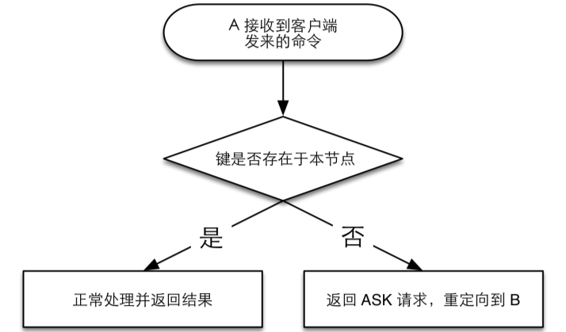 A 接收到客户端
发来的命令
键是否存在于本节点
是
否
正常处理并返回结果
返回 ASK 请求，重定向到 B